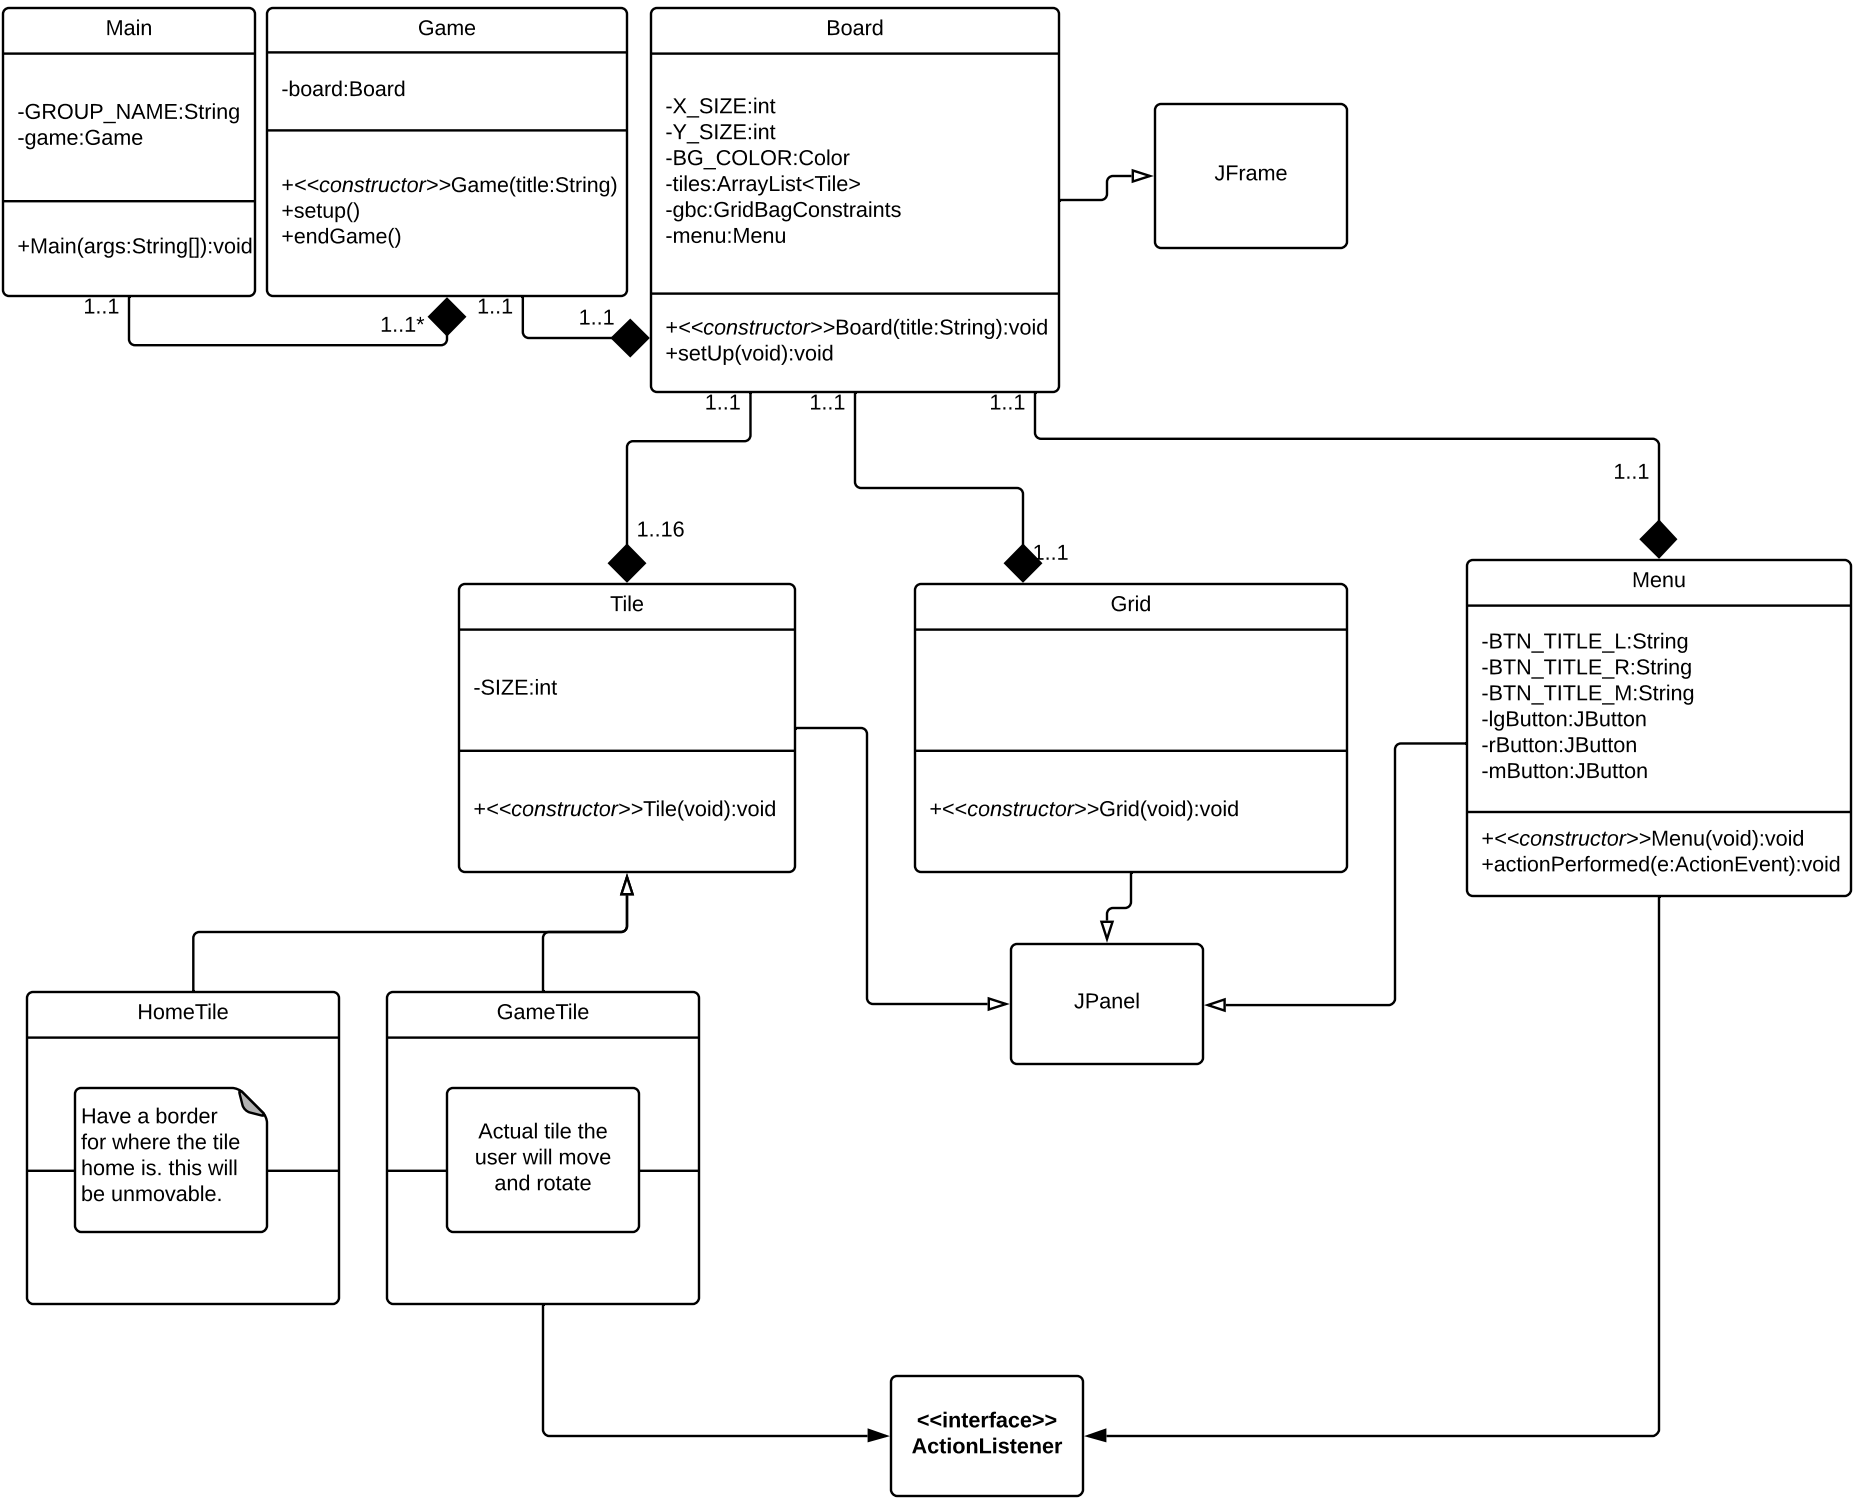 Main
-GROUP_NAME:String
-game:Game
+Main(args:String[]):void
Game
-board:Board
+<<constructor>>Game(title:String)
+setup()
+endGame()
Board
-X_SIZE:int
-Y_SIZE:int
-BG_COLOR:Color
-tiles:ArrayList<Tile>
-gbc:GridBagConstraints
-menu:Menu
+<<constructor>>Board(title:String):void
+setUp(void):void
JFrame
1..1
1..1*
1..1
1..1
1..1
1..1
1..1
1..16
1..1
1..1
Tile
-SIZE:int
+<<constructor>>Tile(void):void
Grid
+<<constructor>>Grid(void):void
Menu
-BTN_TITLE_L:String
-BTN_TITLE_R:String
-BTN_TITLE_M:String
-lgButton:JButton
-rButton:JButton
-mButton:JButton
+<<constructor>>Menu(void):void
+actionPerformed(e:ActionEvent):void
HomeTile
Have a border
for where the tile
home is. this will
be unmovable.
GameTile
Actual tile the
user will move
and rotate
JPanel
<<interface>>
ActionListener